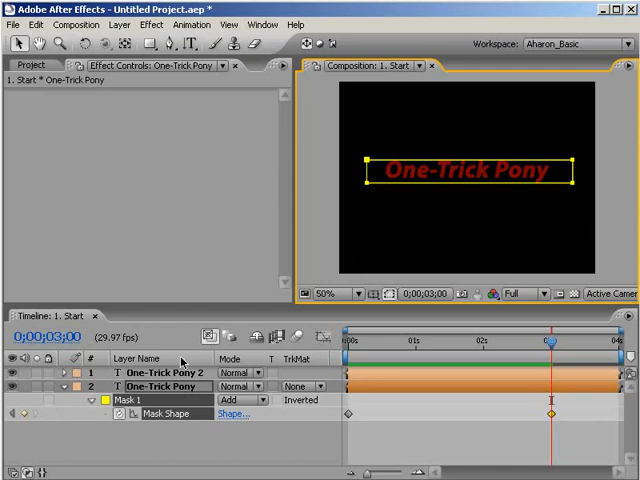 Adobe After Effects - Untitled Project.aep *
File Edit Composition Layer Effect Animation View Window Help
Workspace: Aharon_Basic
Project
Effect Controls: One-Trick Pony
Composition: 1. Start
1. Start * One-Trick Pony
One-Trick Pony
50%
0;00;03;00
Full
Active Camer
Timeline: 1. Start
0;00;03;00
(29.97 fps)
:00s 01s 02s 04s
# Layer Name Mode T TrkMat
1 T One-Trick Pony 2 Normal
2 T One-Trick Pony Normal None
Mask 1 Add Inverted
Mask Shape Shape...